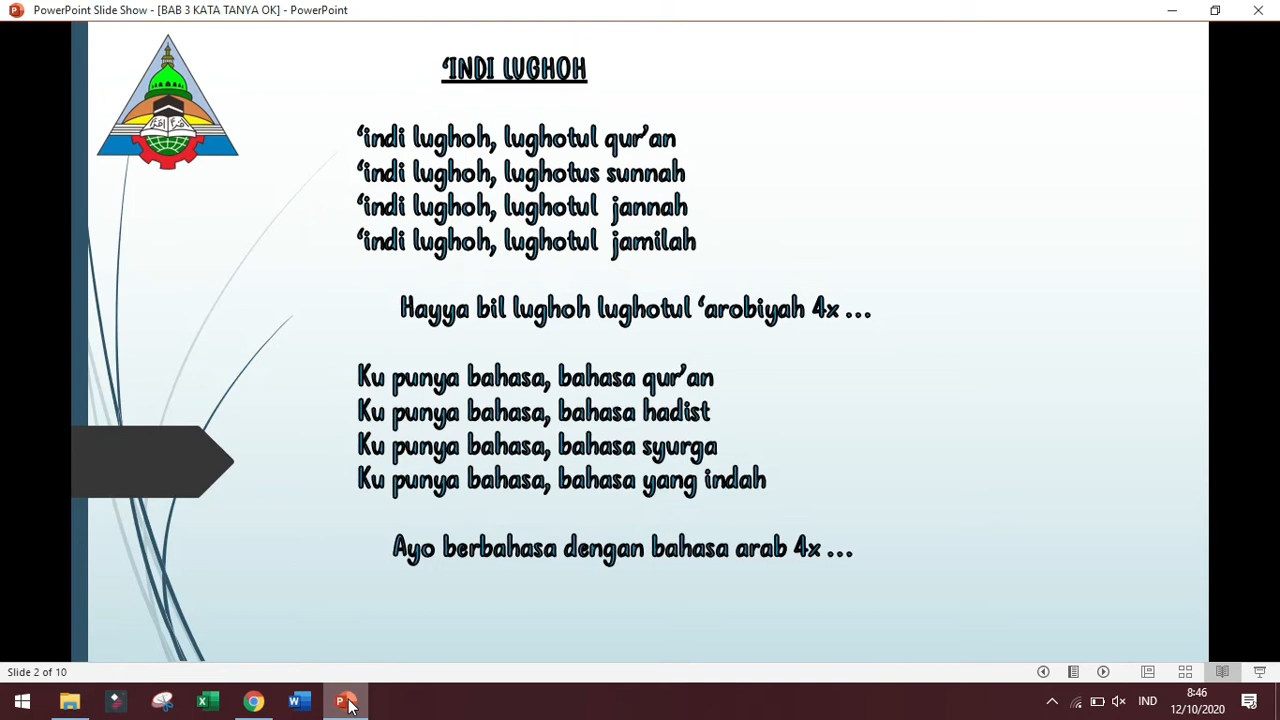 PowerPoint Slide Show - [BAB 3 KATA TANYA OK] - PowerPoint
‘INDI LUGHOH
‘indi lughoh, lughotul qur’an
‘indi lughoh, lughotus sunnah
‘indi lughoh, lughotul jannah
‘indi lughoh, lughotul jamilah
Hayya bil lughoh lughotul ‘arobiyah 4x ...
Ku punya bahasa, bahasa qur’an
Ku punya bahasa, bahasa hadist
Ku punya bahasa, bahasa syurga
Ku punya bahasa, bahasa yang indah
Ayo berbahasa dengan bahasa arab 4x ...
Slide 2 of 10
IND
8:46
12/10/2020